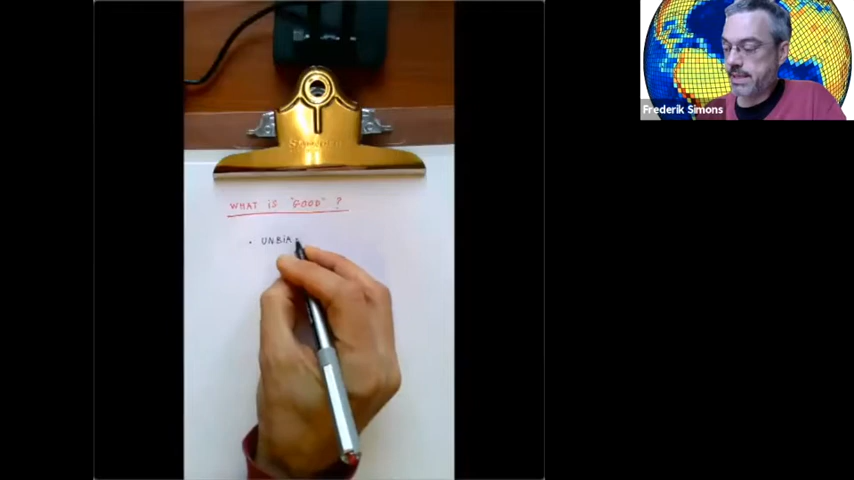 WHAT IS "GOOD" ?
• UNBIA
Frederik Simons